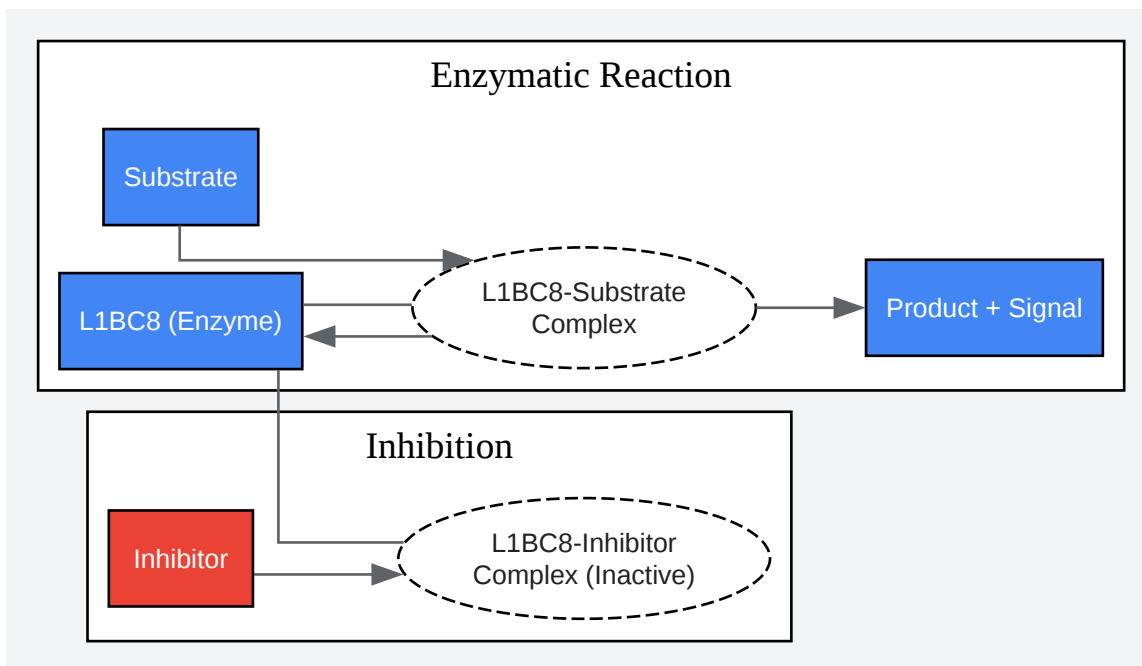 Enzymatic Reaction
Substrate
L1BC8 (Enzyme)
L1BC8-Substrate
Complex
Product + Signal
Inhibition
Inhibitor
L1BC8-Inhibitor
Complex (Inactive)